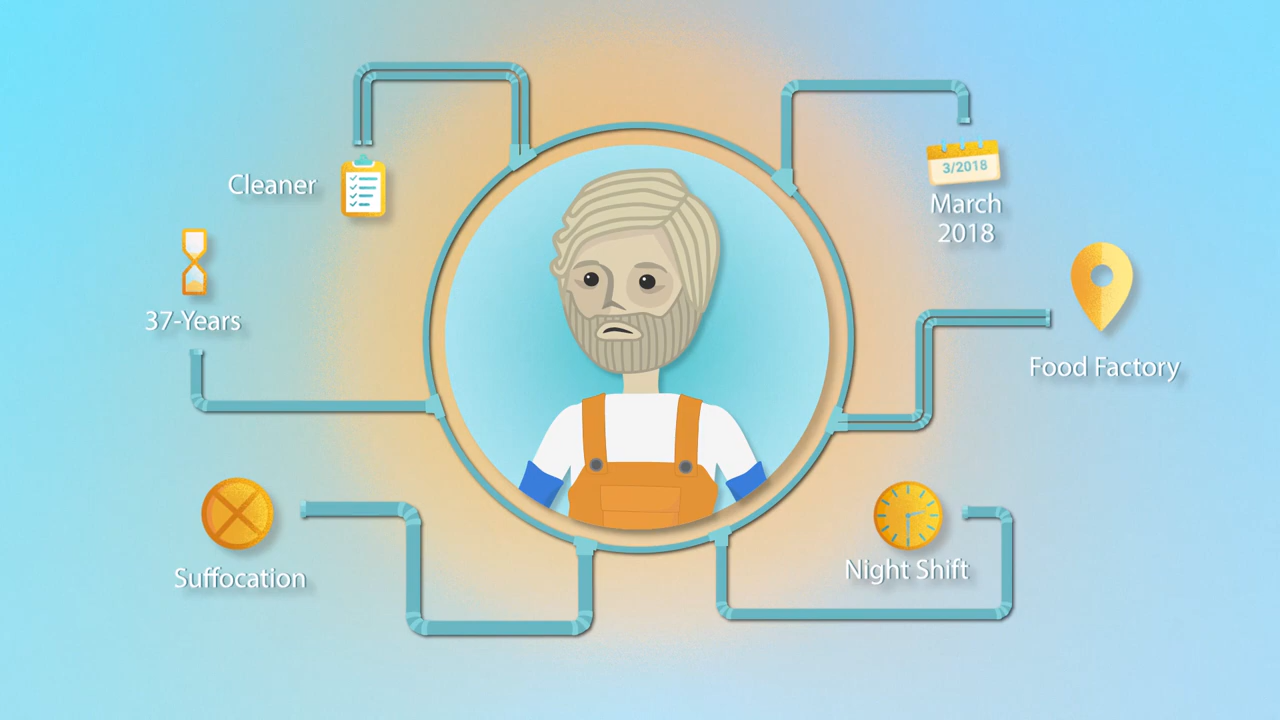 Cleaner
37-Years
Suffocation
3/2018
March
2018
Food Factory
Night Shift